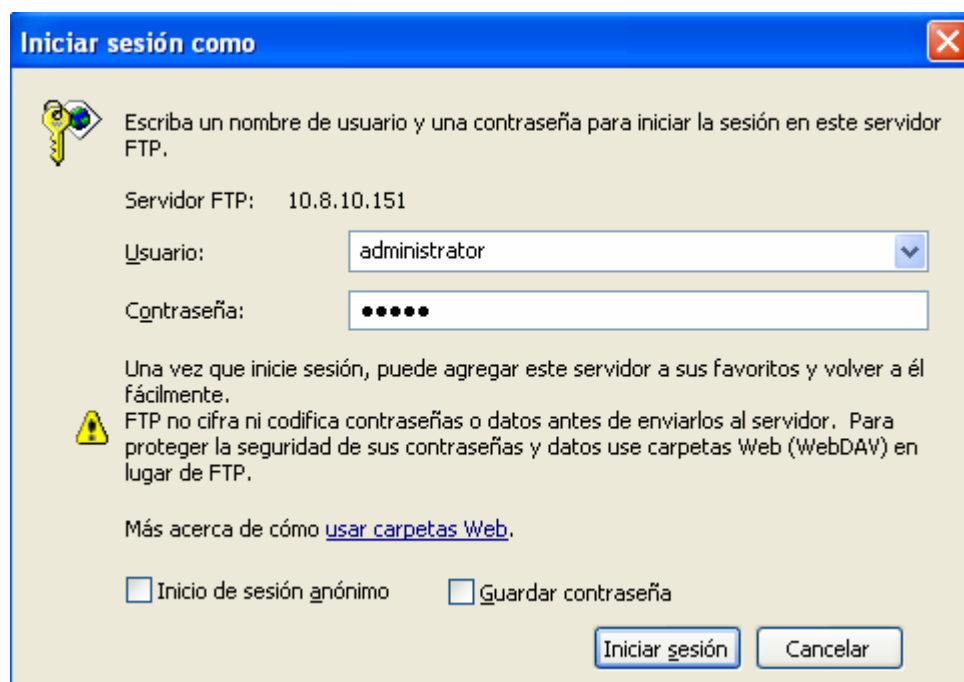 Iniciar sesión como
Escriba un nombre de usuario y una contraseña para iniciar la sesión en este servidor
FTP.
Servidor FTP: 10.8.10.151
Usuario: administrator
Contraseña: •••••
Una vez que inicie sesión, puede agregar este servidor a sus favoritos y volver a él
fácilmente.
FTP no cifra ni codifica contraseñas o datos antes de enviarlos al servidor. Para
proteger la seguridad de sus contraseñas y datos use carpetas Web (WebDAV) en
lugar de FTP.
Más acerca de cómo usar carpetas Web.
Inicio de sesión anónimo Guardar contraseña
Iniciar sesión Cancelar